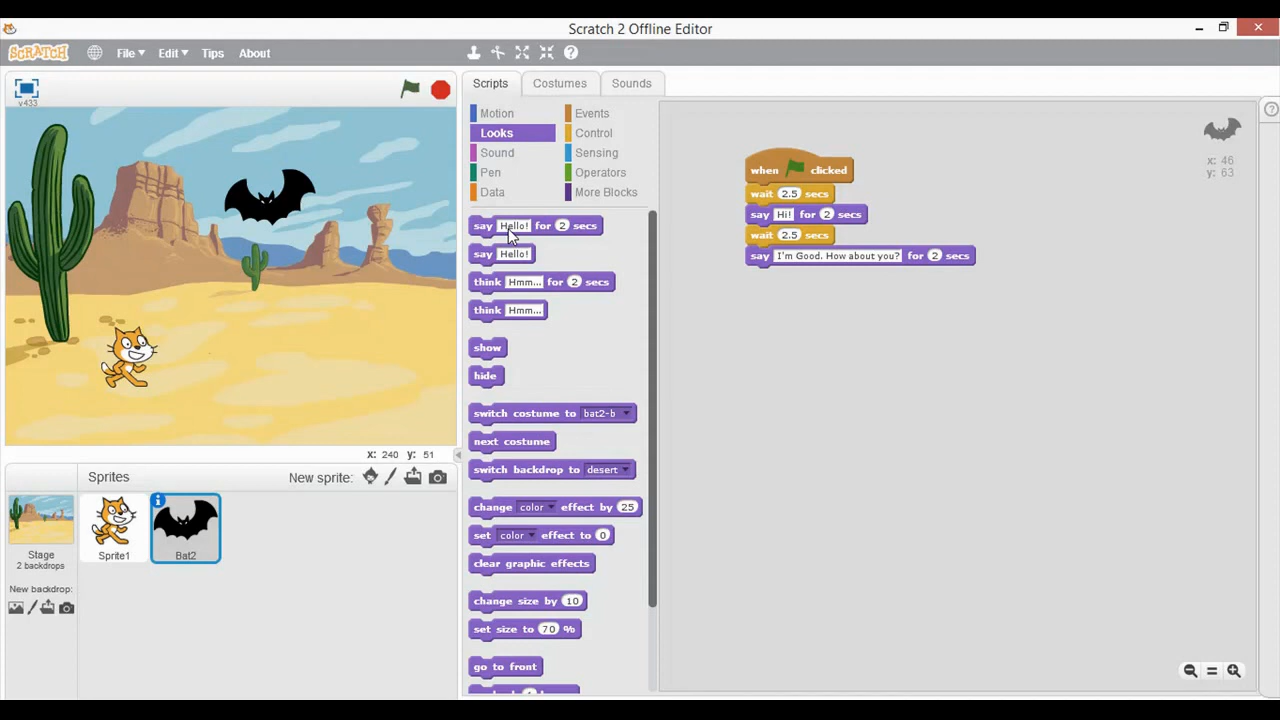 Scratch 2 Offline Editor
SCRATCH File Edit Tips About
v433
Scripts Costumes Sounds
Motion Events
Looks Control
Sound Sensing
Pen Operators
Data More Blocks
say Hello! for 2 secs
say Hello!
think Hmm... for 2 secs
think Hmm...
show
hide
switch costume to bat2-b
next costume
switch backdrop to desert
change color effect by 25
set color effect to 0
clear graphic effects
change size by 10
set size to 70 %
go to front
when clicked
wait 2.5 secs
say Hi! for 2 secs
wait 2.5 secs
say I'm Good. How about you? for 2 secs
x: 46
y: 63
x: 240 y: 51
Sprites New sprite:
Stage
2 backdrops
New backdrop:
Sprite1
Bat2